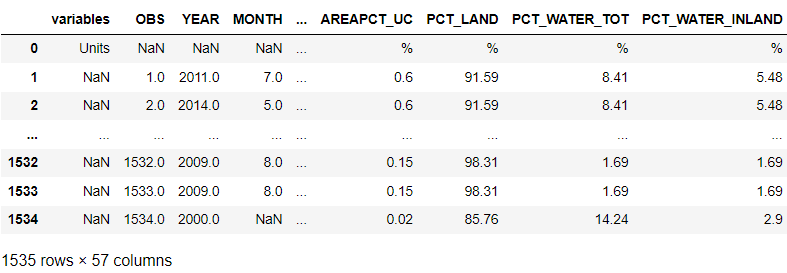 variables OBS YEAR MONTH ... AREAPCT_UC PCT_LAND PCT_WATER_TOT PCT_WATER_INLAND
0 Units NaN NaN NaN ... % % % %
1 NaN 1.0 2011.0 7.0 ... 0.6 91.59 8.41 5.48
2 NaN 2.0 2014.0 5.0 ... 0.6 91.59 8.41 5.48
... ... ... ... ... ... ... ... ... ...
1532 NaN 1532.0 2009.0 8.0 ... 0.15 98.31 1.69 1.69
1533 NaN 1533.0 2009.0 8.0 ... 0.15 98.31 1.69 1.69
1534 NaN 1534.0 2000.0 NaN ... 0.02 85.76 14.24 2.9
1535 rows × 57 columns